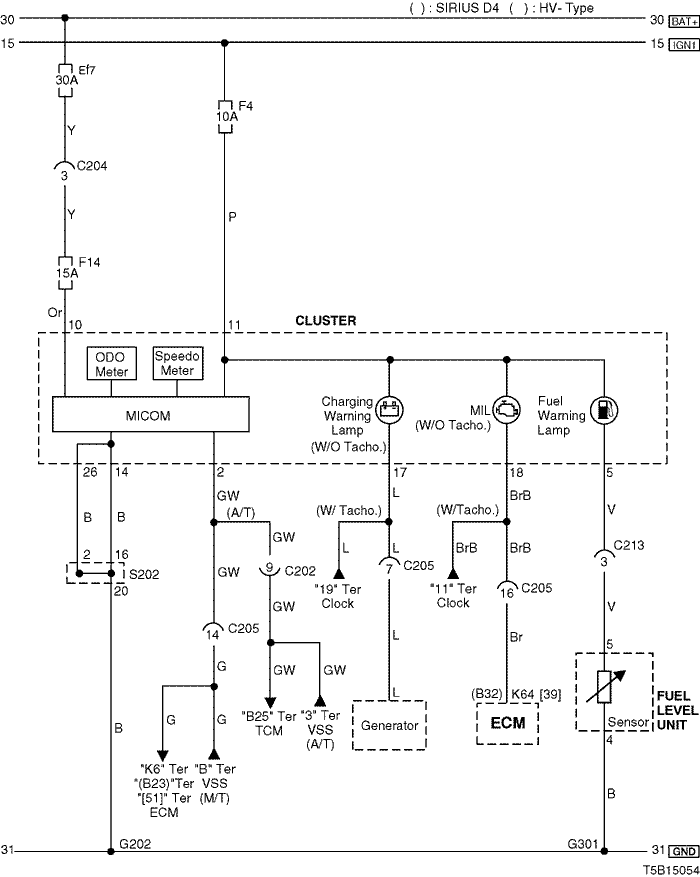 ( ) : SIRIUS D4 ( ) : HV- Type
30 30 BAT+
15 15 IGN1
Ef7
30A
F4
10A
Y
C204
3
Y
P
F14
15A
Or
10 11
CLUSTER
ODO
Meter
Speedo
Meter
MICOM
Charging
Warning
Lamp
(W/O Tacho.)
MIL
(W/O Tacho.)
Fuel
Warning
Lamp
26 14 2 17 18 5
GW
(A/T)
L
BrB
V
B B
(W/ Tacho.)
(W/Tacho.)
GW
L L
BrB BrB
C213
3
2 16
S202
20
GW
9 C202
7 C205
16 C205
"19" Ter
Clock
"11" Ter
Clock
GW
V
14 C205
L
Br
G
GW GW
5
L
(B32) K64 [39]
B
G G
"B25" Ter
TCM
"3" Ter
VSS
(A/T)
Generator
ECM
Sensor
FUEL
LEVEL
UNIT
4
"K6" Ter
"(B23)"Ter
"[51]" Ter
ECM
"B" Ter
VSS
(M/T)
B
G202
G301
31 31 GND
T5B15054